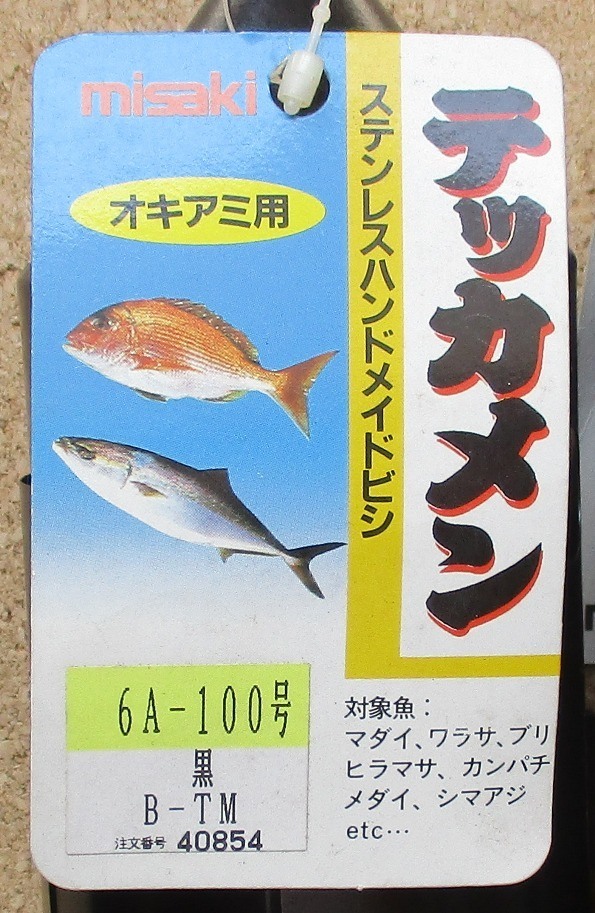 misaki
オキアミ用
テッカメン
ステンレスハンドメイドビシ
6A-100号
黒
B-TM
注文番号 40854
対象魚：
マダイ、ワラサ、ブリ
ヒラマサ、カンパチ
メダイ、シマアジ
etc…